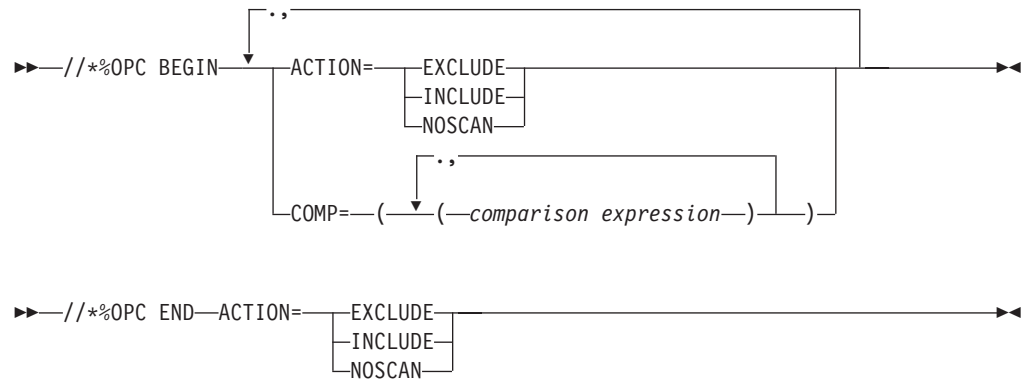 .,
//*%OPC BEGIN ACTION= EXCLUDE
INCLUDE
NOSCAN
.,
COMP= ( ( comparison expression ) )
//*%OPC END ACTION= EXCLUDE
INCLUDE
NOSCAN